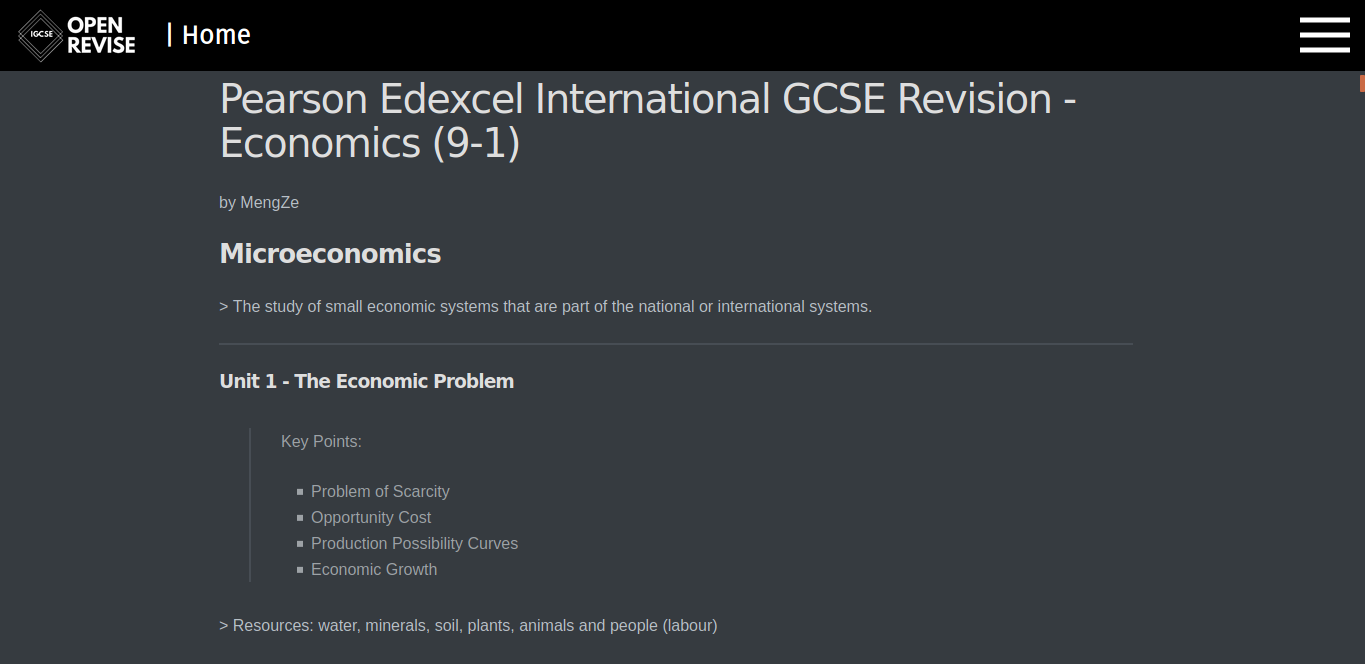 IGCSE
OPEN
REVISE
| Home
Pearson Edexcel International GCSE Revision -
Economics (9-1)
by MengZe
Microeconomics
> The study of small economic systems that are part of the national or international systems.
Unit 1 - The Economic Problem
Key Points:
Problem of Scarcity
Opportunity Cost
Production Possibility Curves
Economic Growth
> Resources: water, minerals, soil, plants, animals and people (labour)